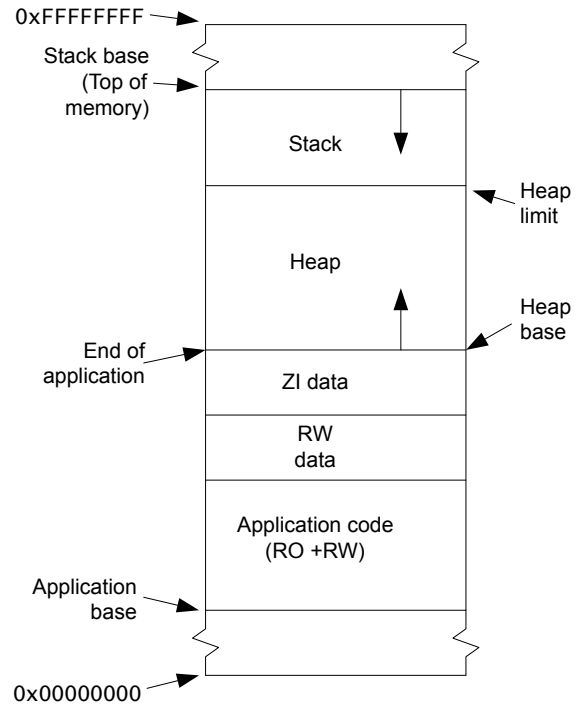 0xFFFFFFFF
Stack base
(Top of
memory)
Stack
Heap
limit
Heap
Heap
base
End of
application
ZI data
RW
data
Application code
(RO +RW)
Application
base
0x00000000